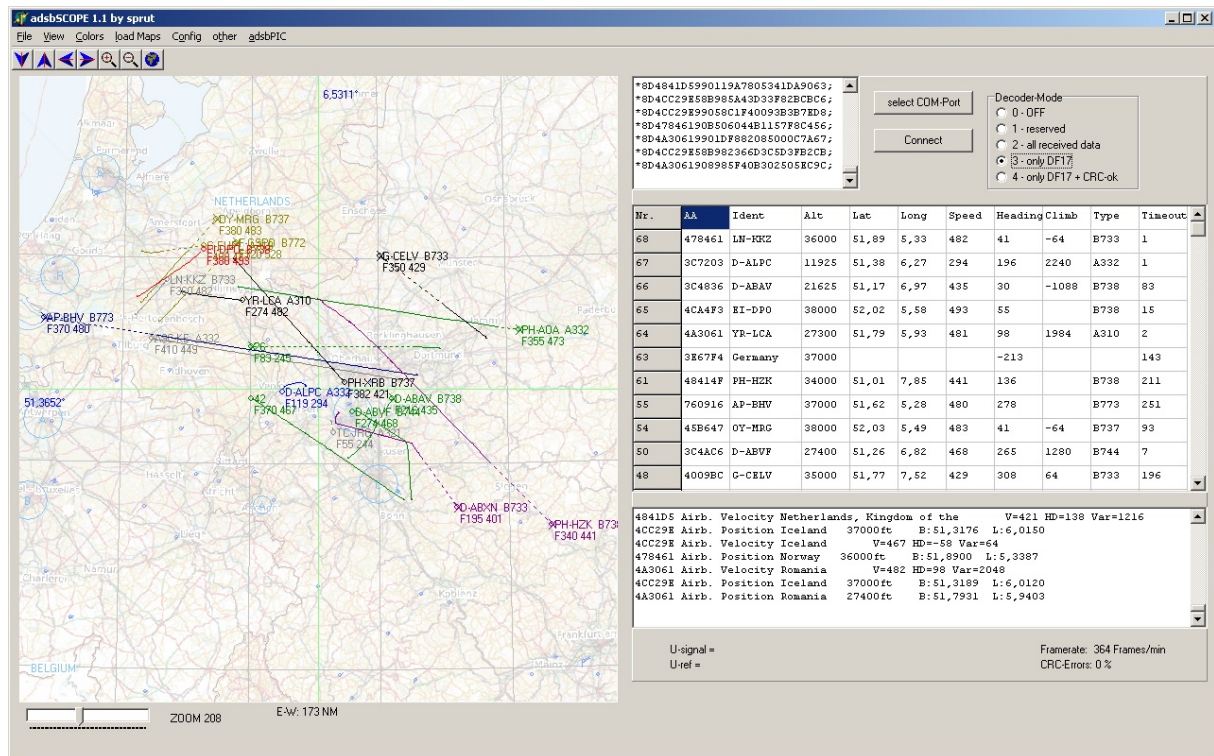 adsbSCOPE 1.1 by sprut
File View Colors load Maps Config other adsbPIC
6,5311°
NETHERLANDS
OY-MRG B737
F380 483
G-CELV B733
F350 429
LN-KKZ B733
F360 482
YR-LCA A310
F274 482
AP-BHV B773
F370 480
F410 449
PH-AOA A332
F355 473
F83 245
PH-XRB B737
F382 421
D-ALPC A332
F119 294
D-ABAV B738
51,3652°
42
F370 467
D-ABVF B744
F274 468
F55 244
D-ABXN B733
F195 401
PH-HZK B73
F340 441
BELGIUM
ZOOM 208
E-W: 173 NM
*8D4841D5990119A7805341DA9063;
*8D4CC29E58B985A43D33F82BCBC6;
*8D4CC29E99058C1F40093B3B7ED8;
*8D47846190B506044B1157F8C456;
*8D4A30619901DF882085000C7A67;
*8D4CC29E58B982366D3C5D3FB2CB;
*8D4A3061908985F40B302505EC9C;
select COM-Port
Connect
Decoder-Mode
0 - OFF
1 - reserved
2 - all received data
3 - only DF17
4 - only DF17 + CRC-ok
Nr. AA Ident Alt Lat Long Speed Heading Climb Type Timeout
68 478461 LN-KKZ 36000 51,89 5,33 482 41 -64 B733 1
67 3C7203 D-ALPC 11925 51,38 6,27 294 196 2240 A332 1
66 3C4836 D-ABAV 21625 51,17 6,97 435 30 -1088 B738 83
65 4CA4F3 EI-DPO 38000 52,02 5,58 493 55 B738 15
64 4A3061 YR-LCA 27300 51,79 5,93 481 98 1984 A310 2
63 3E67F4 Germany 37000 -213 143
61 48414F PH-HZK 34000 51,01 7,85 441 136 B738 211
55 760916 AP-BHV 37000 51,62 5,28 480 278 B773 251
54 45B647 OY-MRG 38000 52,03 5,49 483 41 -64 B737 93
50 3C4AC6 D-ABVF 27400 51,26 6,82 468 265 1280 B744 7
48 4009BC G-CELV 35000 51,77 7,52 429 308 64 B733 196
4841D5 Airb. Velocity Netherlands, Kingdom of the V=421 HD=138 Var=1216
4CC29E Airb. Position Iceland 37000ft B:51,3176 L:6,0150
4CC29E Airb. Velocity Iceland V=467 HD=-58 Var=64
478461 Airb. Position Norway 36000ft B:51,8900 L:5,3387
4A3061 Airb. Velocity Romania V=482 HD=98 Var=2048
4CC29E Airb. Position Iceland 37000ft B:51,3189 L:6,0120
4A3061 Airb. Position Romania 27400ft B:51,7931 L:5,9403
U-signal =
U-ref =
Framerate: 364 Frames/min
CRC-Errors: 0 %